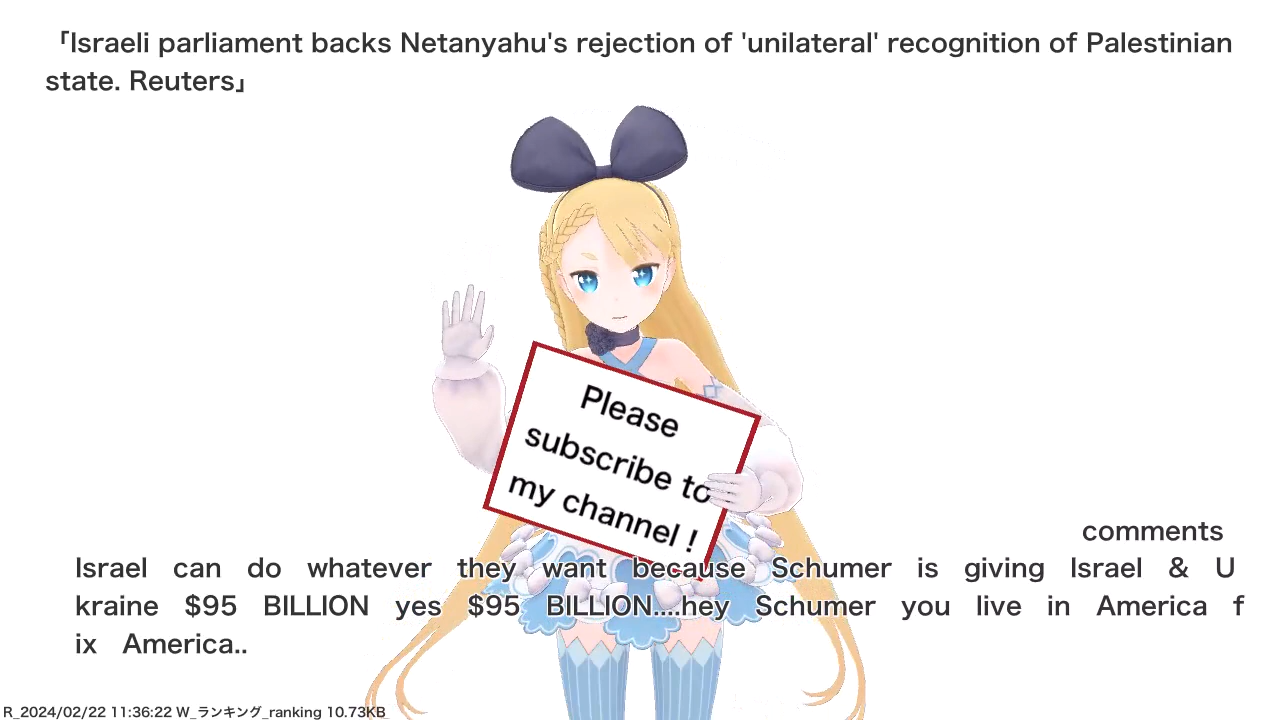 「Israeli parliament backs Netanyahu's rejection of 'unilateral' recognition of Palestinian
state. Reuters」
Please
subscribe to
my channel !
comments
Israel can do whatever they want because Schumer is giving Israel & U
kraine $95 BILLION yes $95 BILLION....hey Schumer you live in America f
ix America..
R_2024/02/22 11:36:22 W_ランキング_ranking 10.73KB